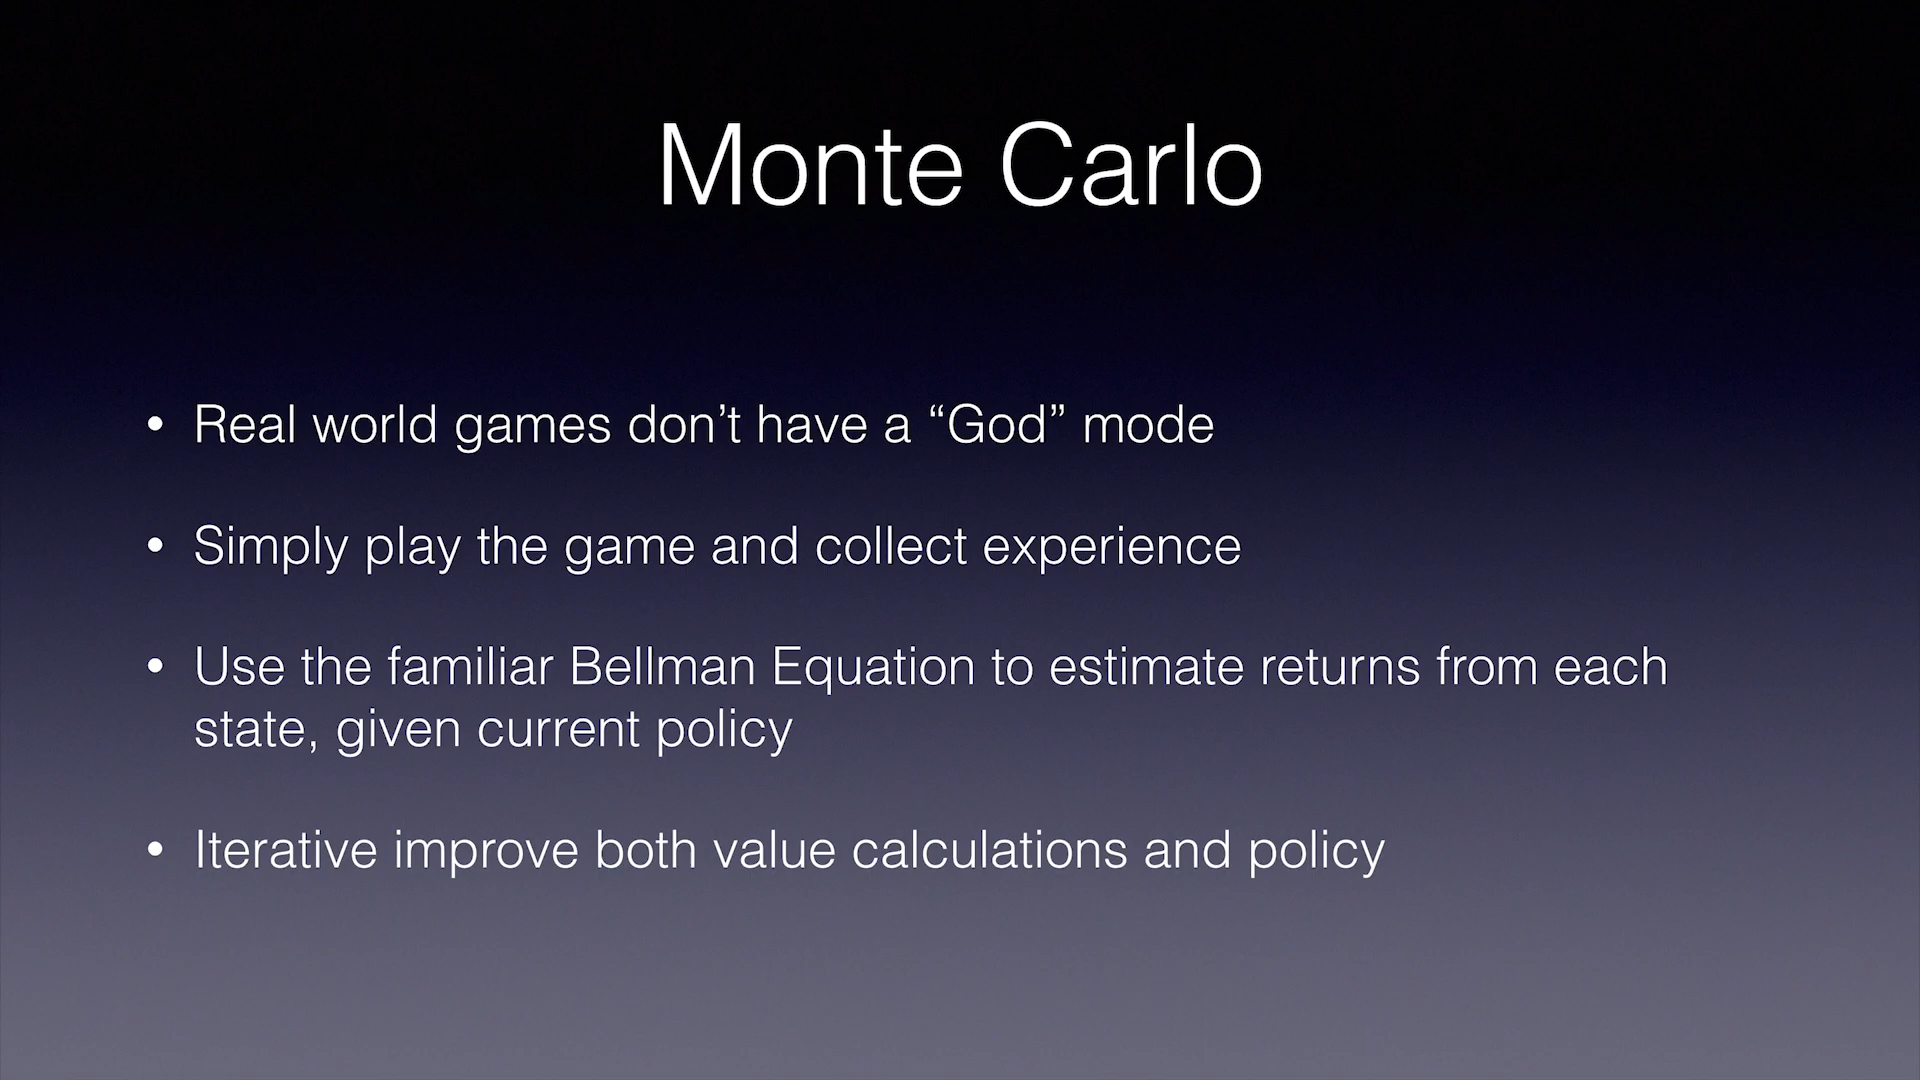 Monte Carlo
• Real world games don’t have a “God” mode
• Simply play the game and collect experience
• Use the familiar Bellman Equation to estimate returns from each
state, given current policy
• Iterative improve both value calculations and policy